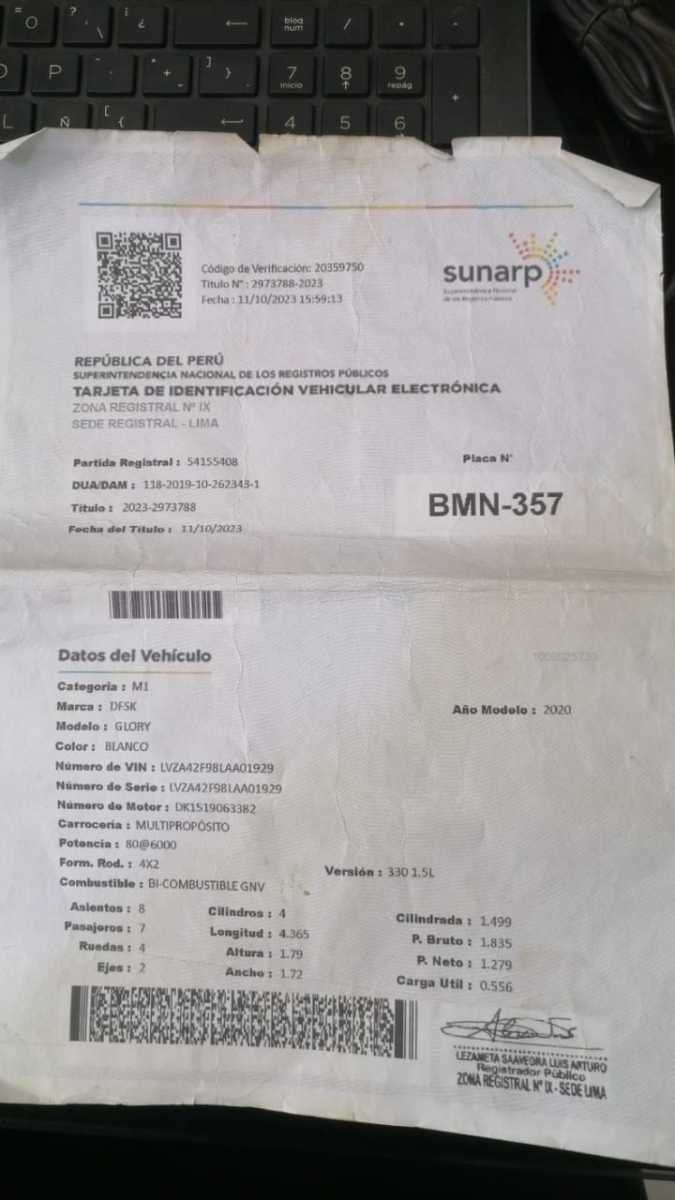 = O ? \ ¡ ¿ ← bloq num / * -
O P ¨ * + ] } 7 inicio 8 ↑ 9 repág +
L Ñ [ { ↵ 4 5 6
Código de Verificación: 20359750
Título N° : 2973788-2023
Fecha : 11/10/2023 15:59:13
sunarp
Superintendencia Nacional
de los Registros Públicos
REPÚBLICA DEL PERÚ
SUPERINTENDENCIA NACIONAL DE LOS REGISTROS PÚBLICOS
TARJETA DE IDENTIFICACIÓN VEHICULAR ELECTRÓNICA
ZONA REGISTRAL N° IX
SEDE REGISTRAL - LIMA
Partida Registral : 54155408
DUA/DAM : 118-2019-10-262343-1
Título : 2023-2973788
Fecha del Título : 11/10/2023
Placa N°
BMN-357
Datos del Vehículo
Categoria : M1
Marca : DFSK
Año Modelo : 2020
Modelo : GLORY
Color : BLANCO
Número de VIN : LVZA42F98LAA01929
Número de Serie : LVZA42F98LAA01929
Número de Motor : DK1519063382
Carrocería : MULTIPROPÓSITO
Potencia : 80@6000
Form. Rod. : 4X2
Versión : 330 1.5L
Combustible : BI-COMBUSTIBLE GNV
Asientos : 8 Cilindros : 4 Cilindrada : 1.499
Pasajeros : 7 Longitud : 4.365 P. Bruto : 1.835
Ruedas : 4 Altura : 1.79 P. Neto : 1.279
Ejes : 2 Ancho : 1.72 Carga Util : 0.556
LEZAMETA SAAVEDRA LUIS ARTURO
Registrador Público
ZONA REGISTRAL N° IX - SEDE LIMA